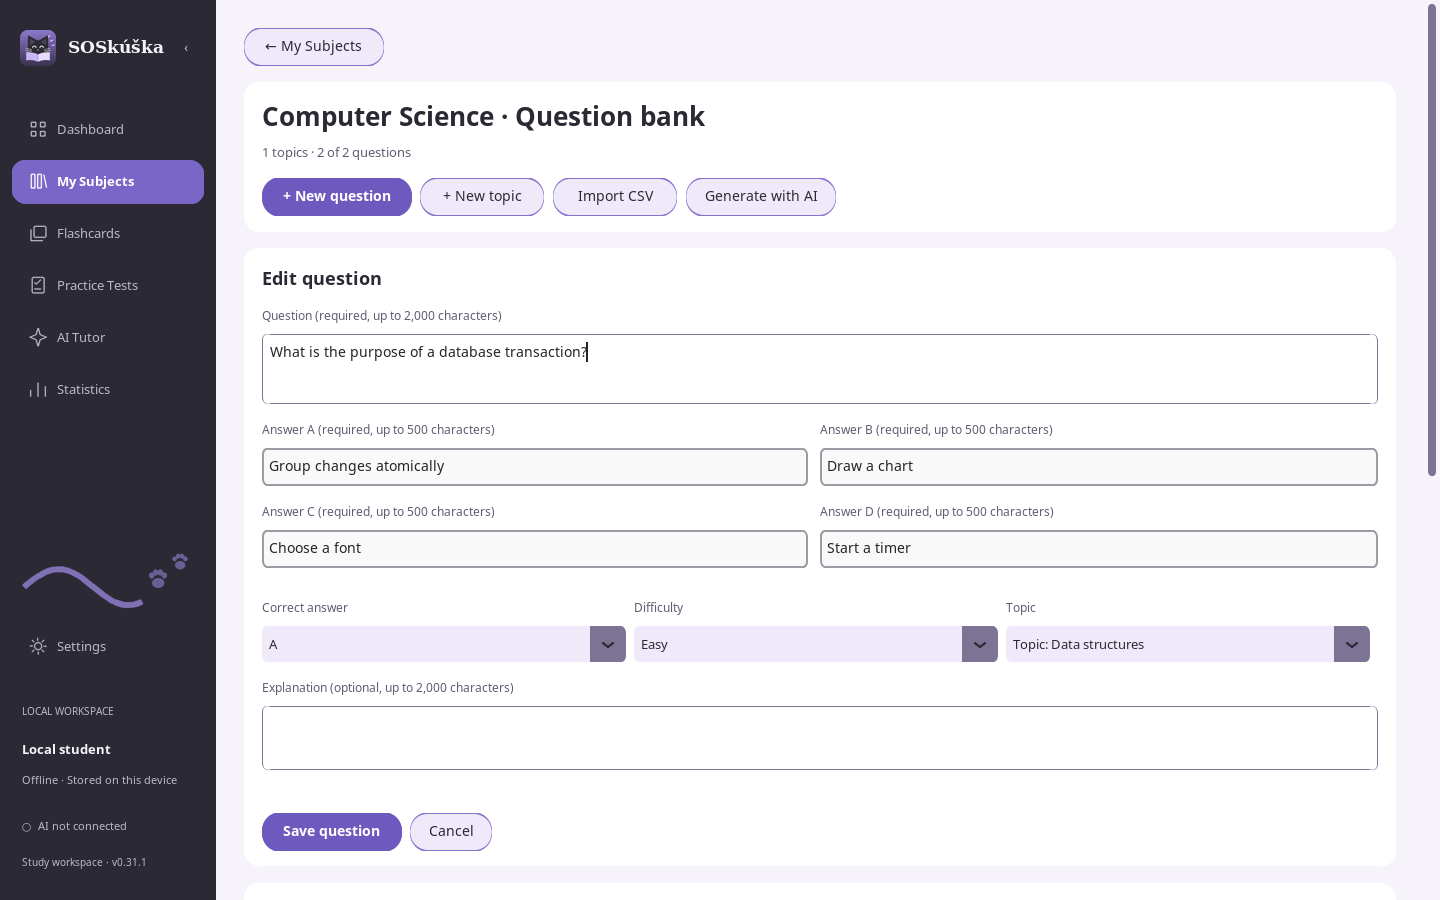 SOSkúška
‹
Dashboard
My Subjects
Flashcards
Practice Tests
AI Tutor
Statistics
Settings
LOCAL WORKSPACE
Local student
Offline · Stored on this device
AI not connected
Study workspace · v0.31.1
← My Subjects
Computer Science · Question bank
1 topics · 2 of 2 questions
+ New question
+ New topic
Import CSV
Generate with AI
Edit question
Question (required, up to 2,000 characters)
What is the purpose of a database transaction?
Answer A (required, up to 500 characters)
Answer B (required, up to 500 characters)
Group changes atomically
Draw a chart
Answer C (required, up to 500 characters)
Answer D (required, up to 500 characters)
Choose a font
Start a timer
Correct answer
Difficulty
Topic
A
Easy
Topic: Data structures
Explanation (optional, up to 2,000 characters)
Save question
Cancel